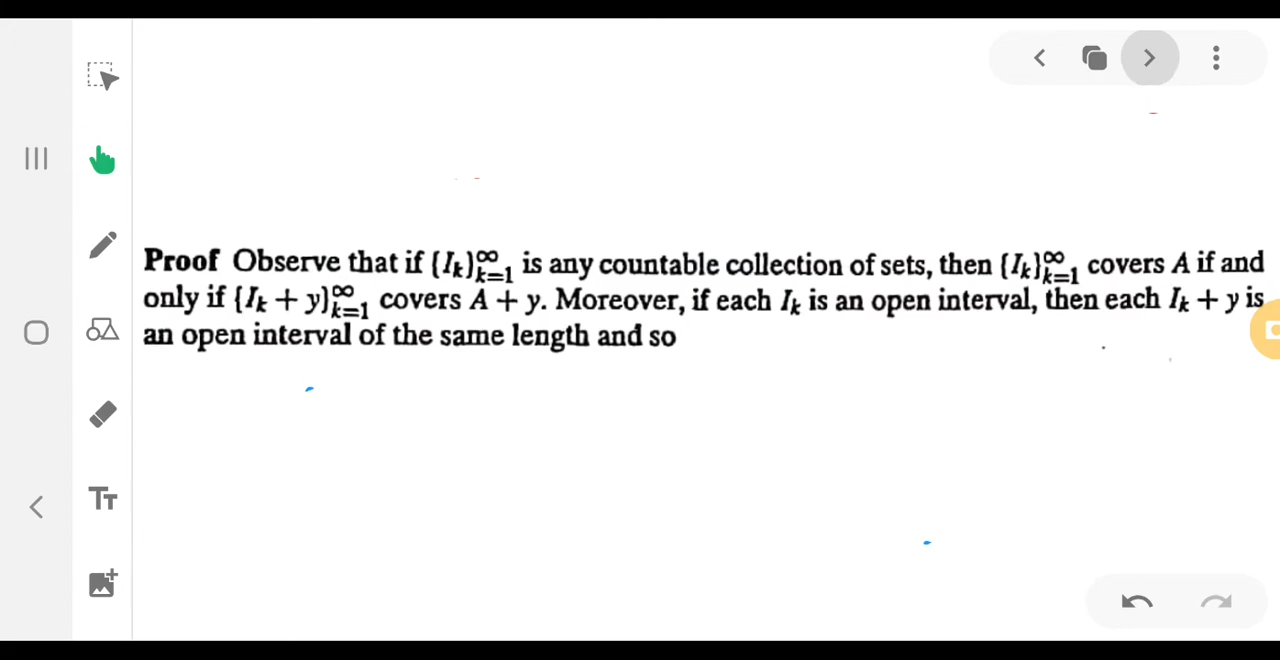 Proof Observe that if {I_k}_{k=1}^∞ is any countable collection of sets, then {I_k}_{k=1}^∞ covers A if and
only if {I_k + y}_{k=1}^∞ covers A + y. Moreover, if each I_k is an open interval, then each I_k + y is
an open interval of the same length and so
TT